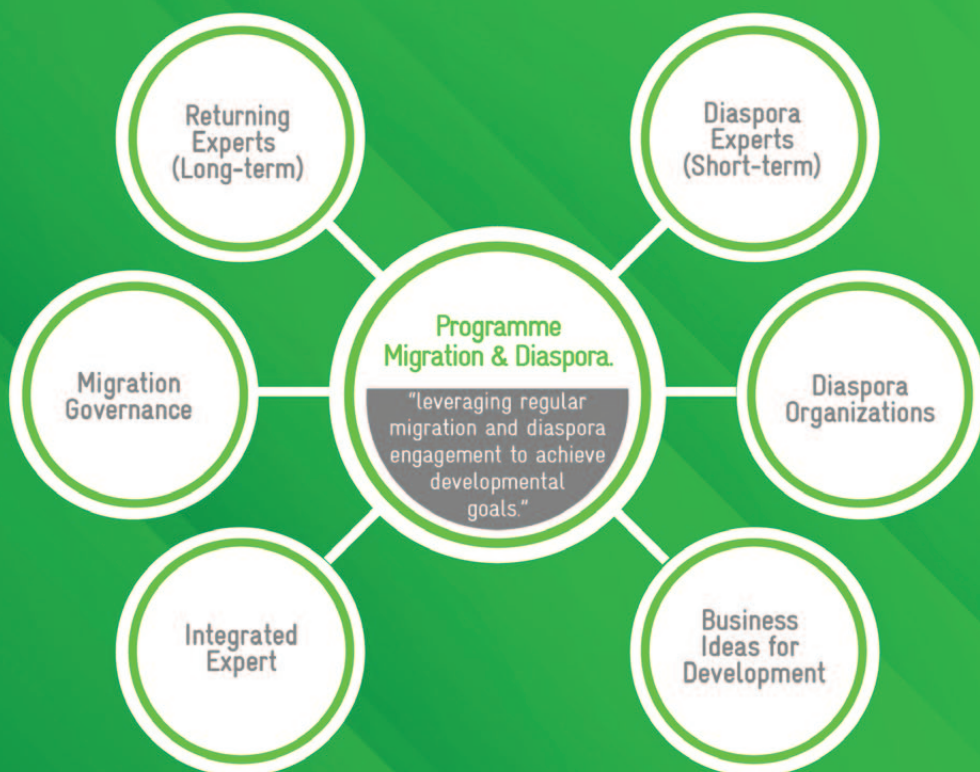 Returning
Experts
(Long-term)
Diaspora
Experts
(Short-term)
Programme
Migration & Diaspora.
"leveraging regular
migration and diaspora
engagement to achieve
developmental
goals."
Migration
Governance
Diaspora
Organizations
Integrated
Expert
Business
Ideas for
Development